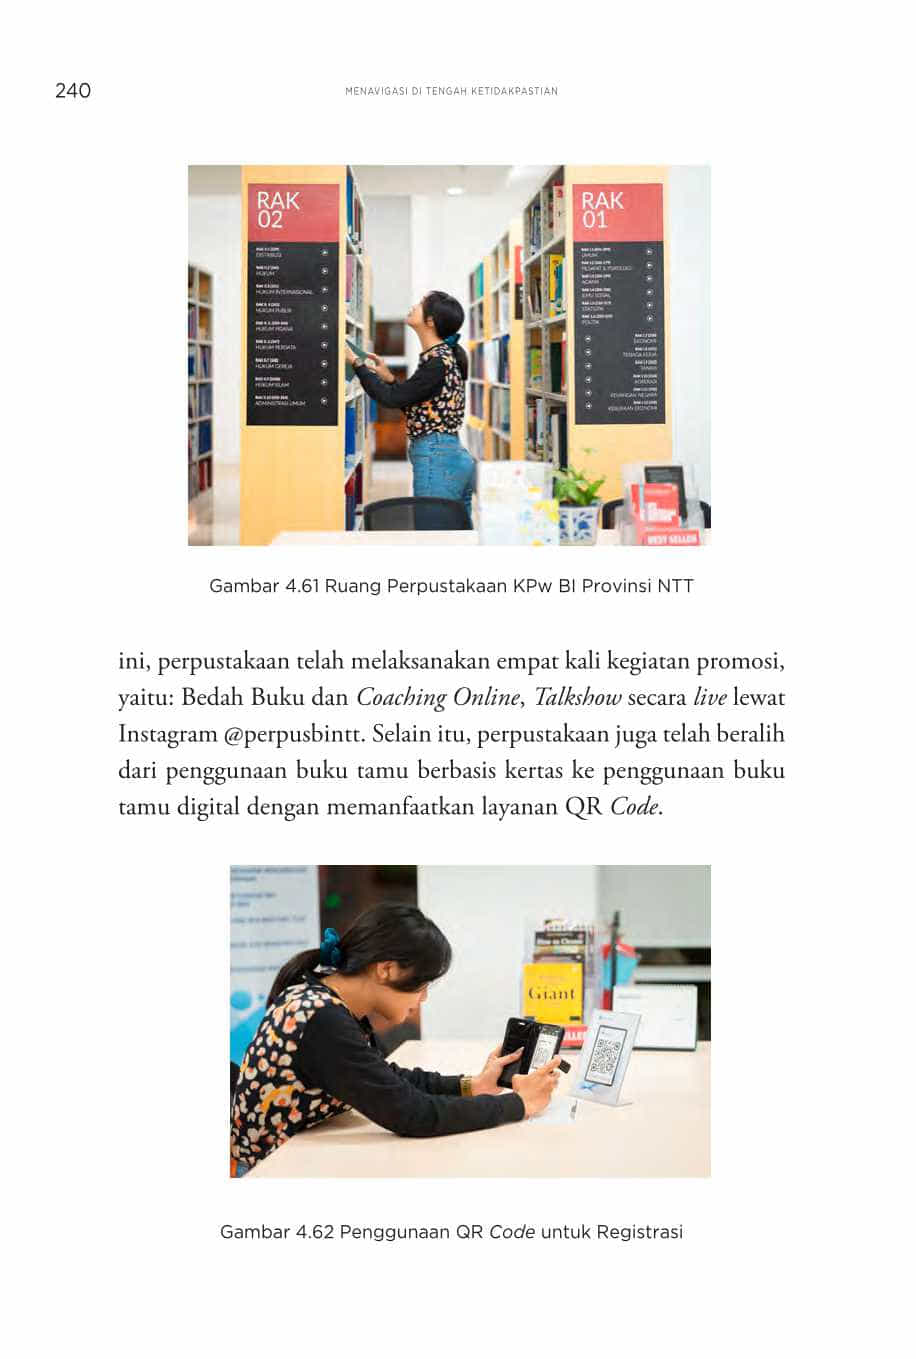 240
MENAVIGASI DI TENGAH KETIDAKPASTIAN
RAK
02
DISTRIBUSI
HUKUM
HUKUM INTERNASIONAL
HUKUM PUBLIK
HUKUM PIDANA
HUKUM PERDATA
HUKUM GEREJA
HUKUM ISLAM
ADMINISTRASI UMUM
RAK
01
UMUM
FILSAFAT & PSIKOLOGI
AGAMA
ILMU SOSIAL
STATISTIK
POLITIK
EKONOMI
TENAGA KERJA
TANAH
KOPERASI
KEUANGAN NEGARA
KEBIJAKAN EKONOMI
BEST SELLER
Gambar 4.61 Ruang Perpustakaan KPw BI Provinsi NTT
ini, perpustakaan telah melaksanakan empat kali kegiatan promosi,
yaitu: Bedah Buku dan Coaching Online, Talkshow secara live lewat
Instagram @perpusbintt. Selain itu, perpustakaan juga telah beralih
dari penggunaan buku tamu berbasis kertas ke penggunaan buku
tamu digital dengan memanfaatkan layanan QR Code.
Giant
Gambar 4.62 Penggunaan QR Code untuk Registrasi